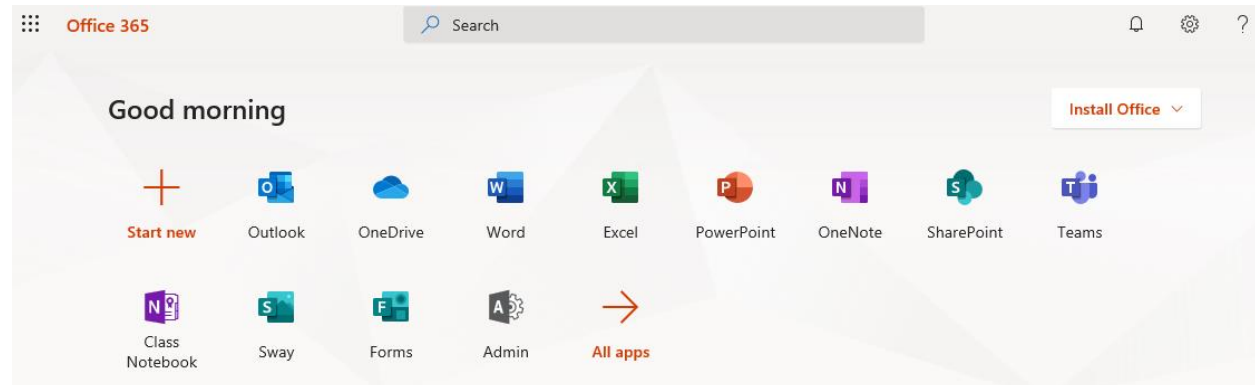 Office 365
Search
?
Good morning
Install Office
Start new
Outlook
OneDrive
Word
Excel
PowerPoint
OneNote
SharePoint
Teams
Class
Notebook
Sway
Forms
Admin
All apps